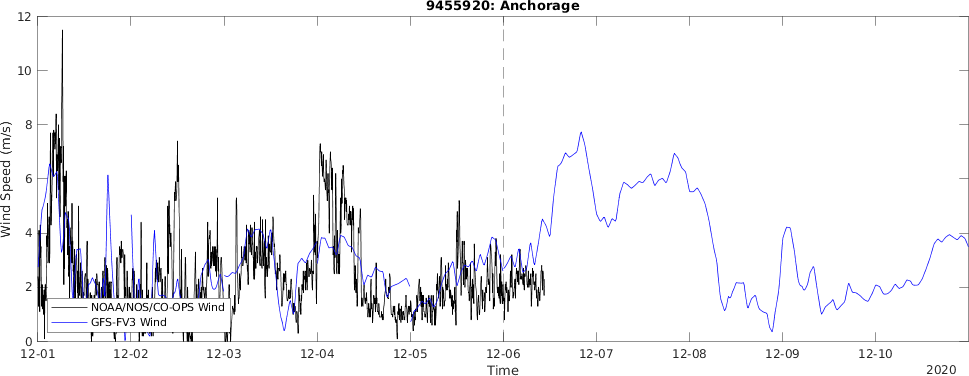 9455920: Anchorage
Wind Speed (m/s)
12
10
8
6
4
2
0
NOAA/NOS/CO-OPS Wind
GFS-FV3 Wind
12-01 12-02 12-03 12-04 12-05 12-06 12-07 12-08 12-09 12-10
Time
2020